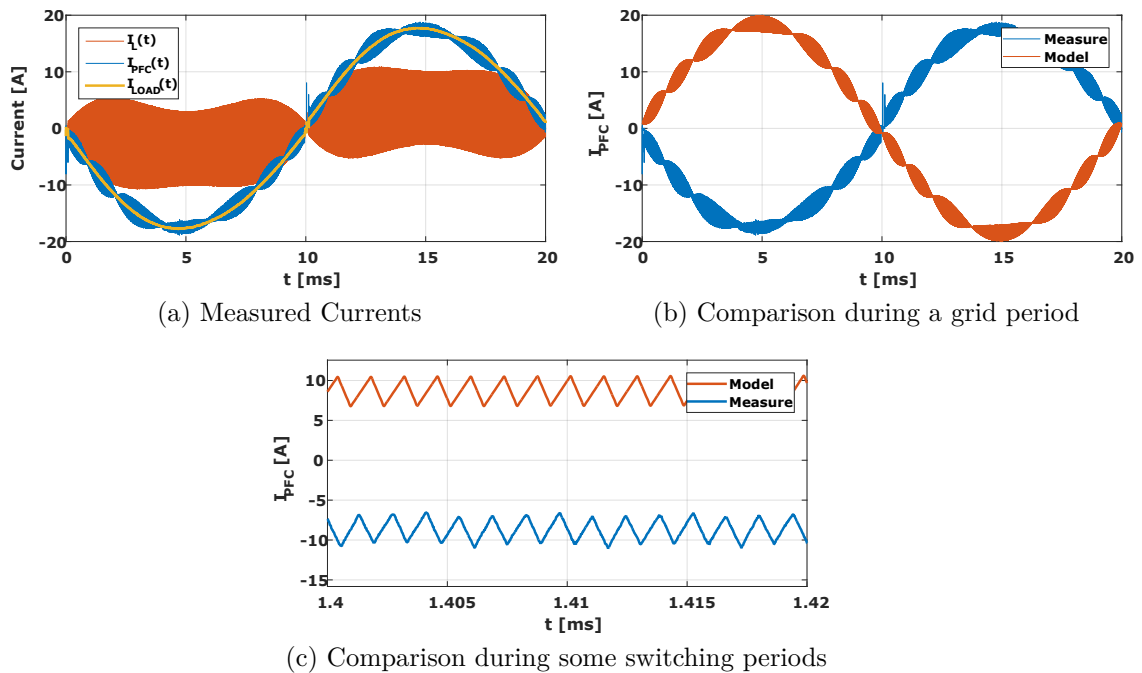 20
10
0
-10
-20
Current [A]
I_L(t)
I_PFC(t)
I_LOAD(t)
0 5 10 15 20
t [ms]
(a) Measured Currents
20
10
0
-10
-20
I_PFC [A]
Measure
Model
0 5 10 15 20
t [ms]
(b) Comparison during a grid period
10
5
0
-5
-10
-15
I_PFC [A]
Model
Measure
1.4 1.405 1.41 1.415 1.42
t [ms]
(c) Comparison during some switching periods